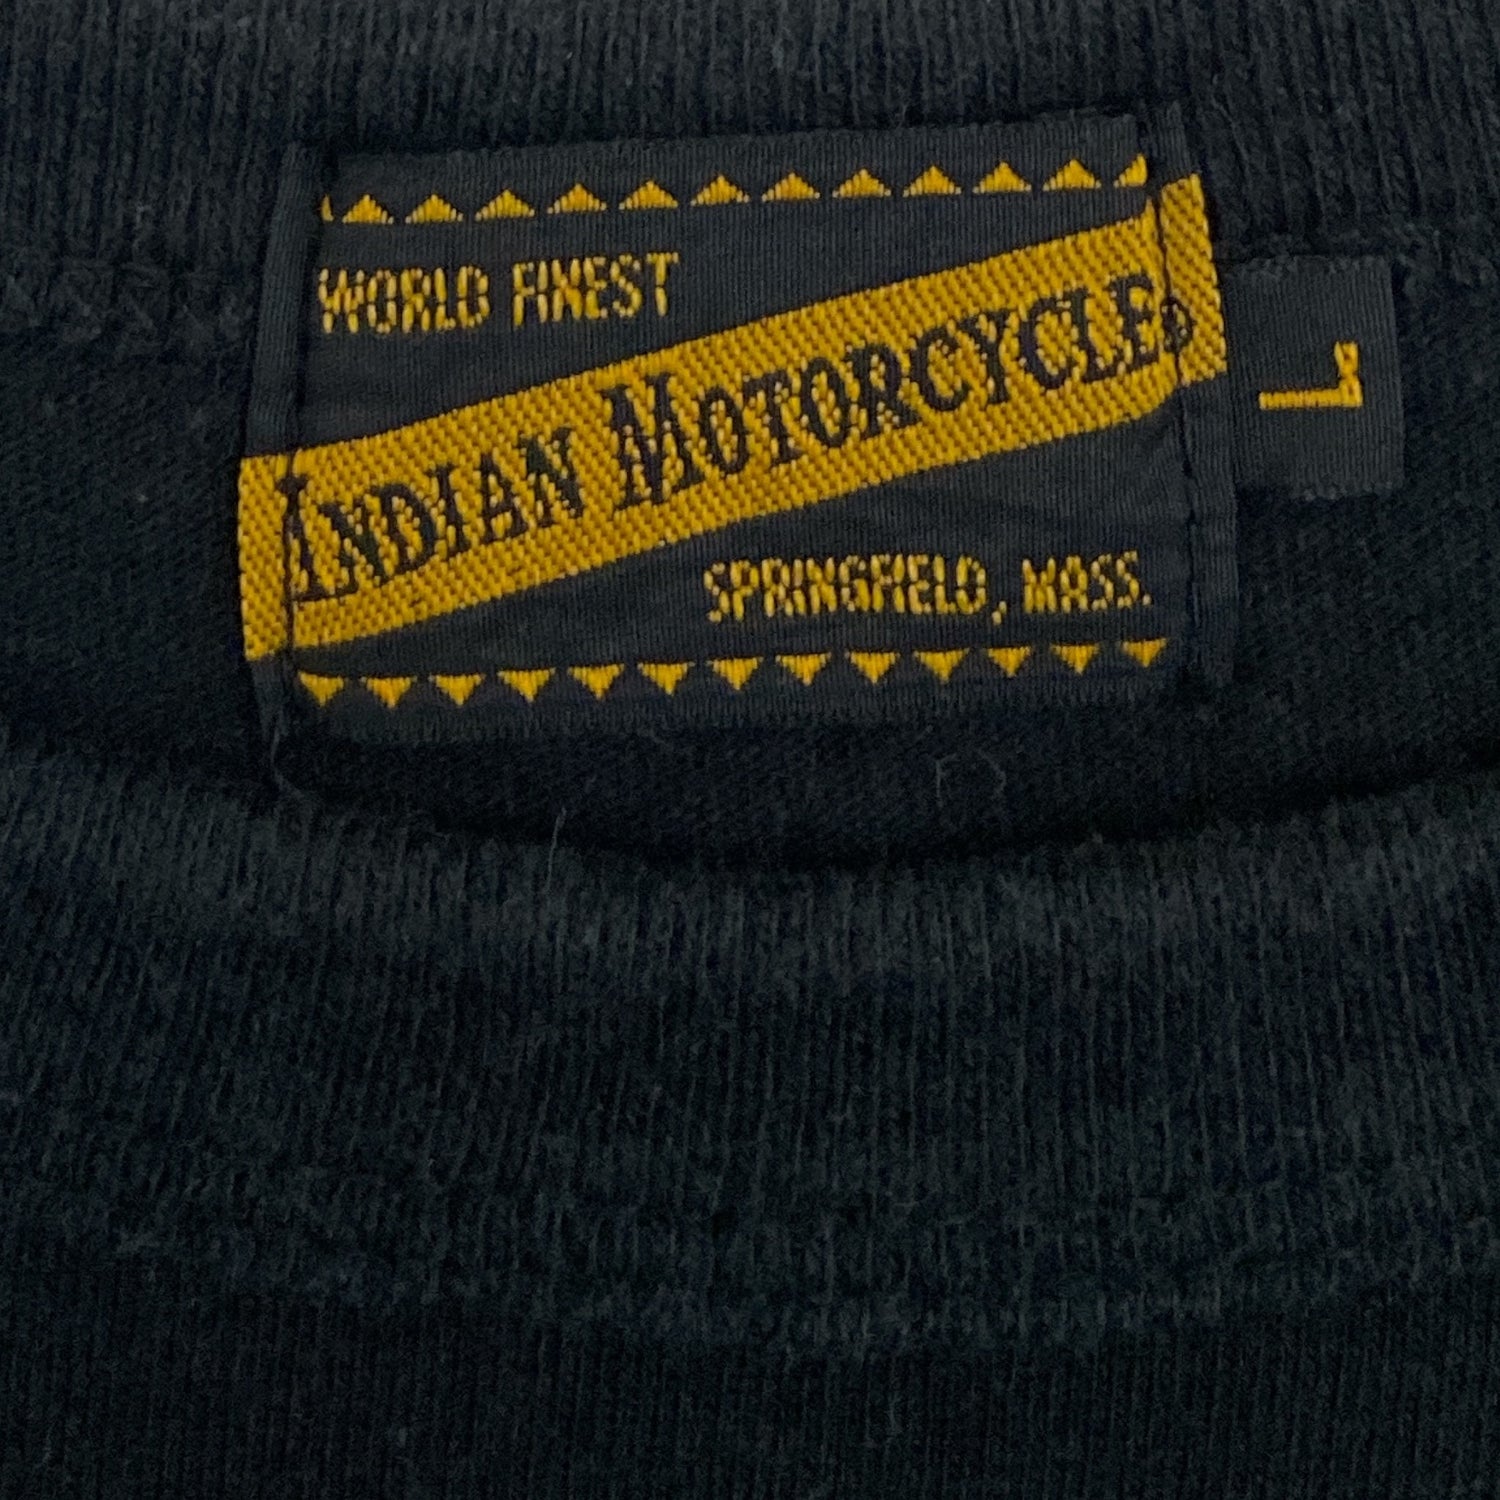 WORLD FINEST
INDIAN MOTORCYCLE®
SPRINGFIELD, MASS.
L